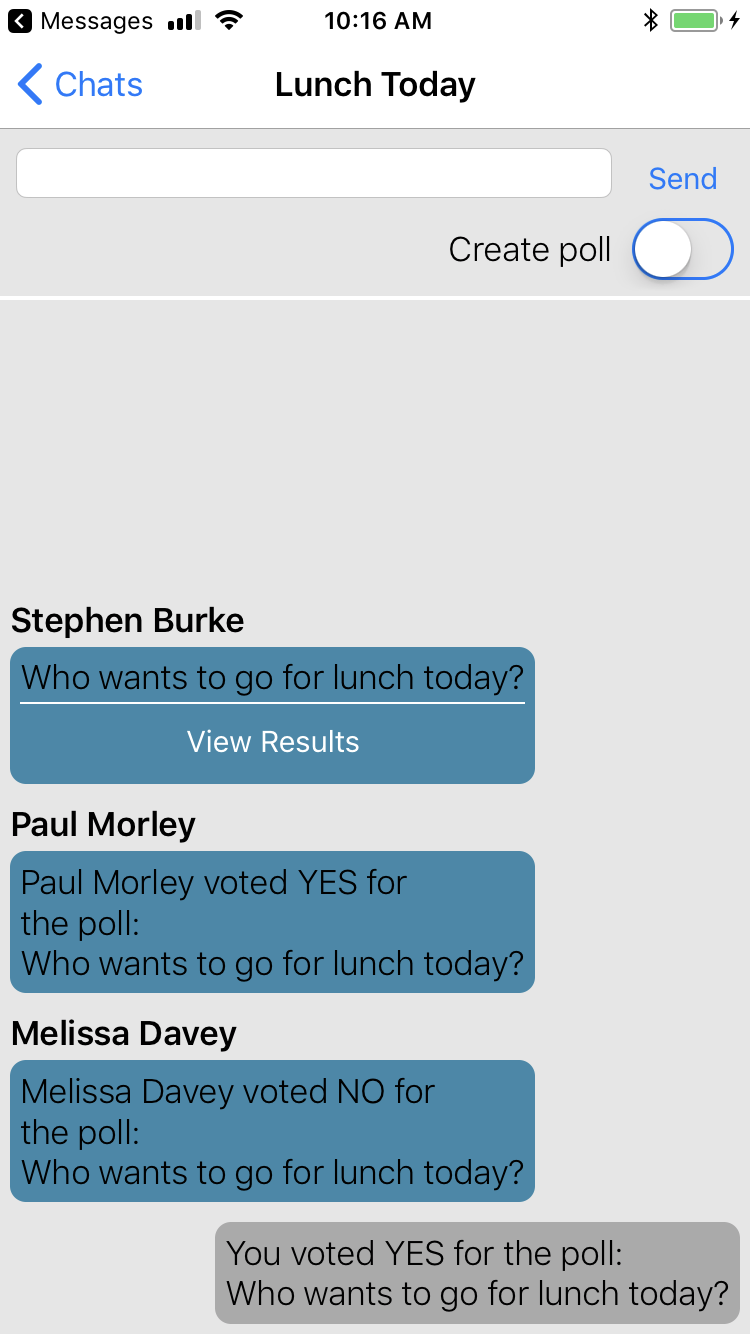 Messages 10:16 AM
Chats Lunch Today
Send
Create poll
Stephen Burke
Who wants to go for lunch today?
View Results
Paul Morley
Paul Morley voted YES for
the poll:
Who wants to go for lunch today?
Melissa Davey
Melissa Davey voted NO for
the poll:
Who wants to go for lunch today?
You voted YES for the poll:
Who wants to go for lunch today?